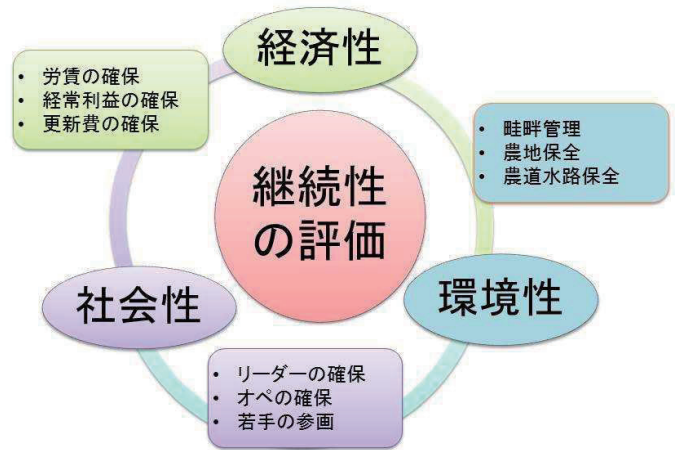 経済性
• 労賃の確保
• 経常利益の確保
• 更新費の確保
• 畦畔管理
• 農地保全
• 農道水路保全
継続性
の評価
社会性
環境性
• リーダーの確保
• オペの確保
• 若手の参画